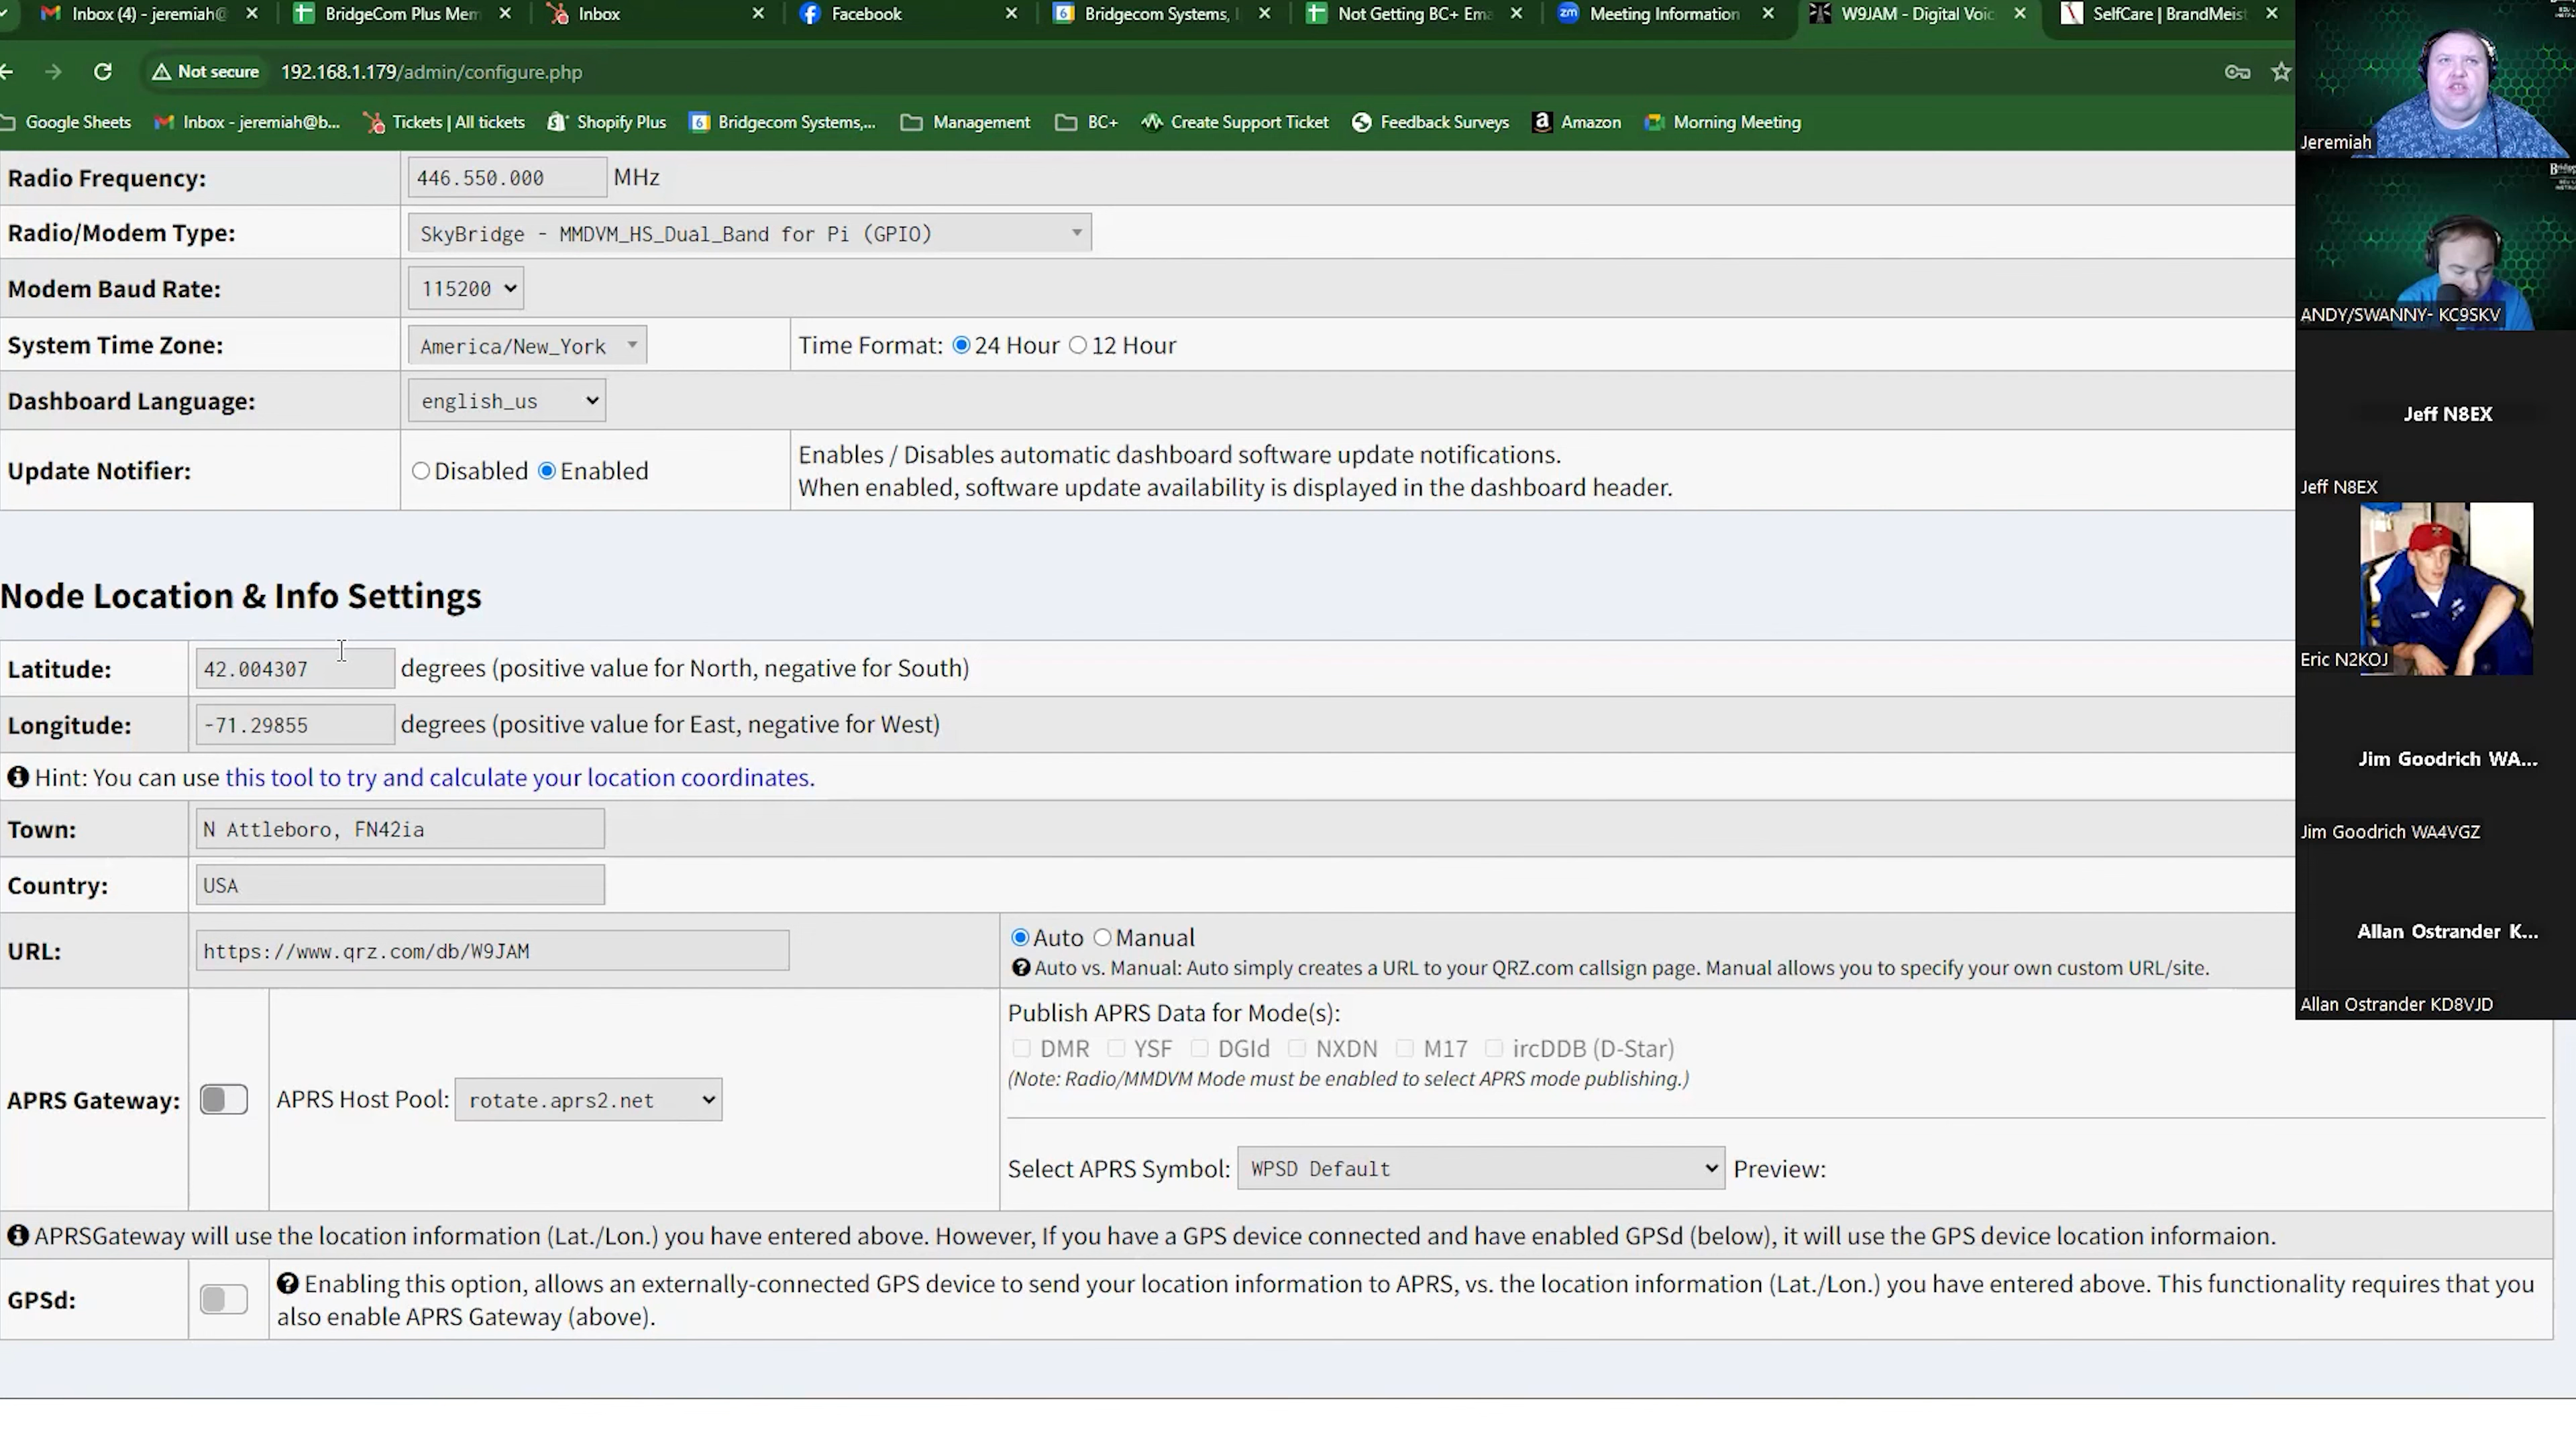 Inbox (4) - jeremiah@
BridgeCom Plus Mem
Inbox
Facebook
Bridgecom Systems,
Not Getting BC+ Ema
Meeting Information
W9JAM - Digital Voic
SelfCare | BrandMeist
Not secure
192.168.1.179/admin/configure.php
Google Sheets
Inbox - jeremiah@b...
Tickets | All tickets
Shopify Plus
Bridgecom Systems,...
Management
BC+
Create Support Ticket
Feedback Surveys
Amazon
Morning Meeting
Radio Frequency:
446.550.000 MHz
Radio/Modem Type:
SkyBridge - MMDVM_HS_Dual_Band for Pi (GPIO)
Modem Baud Rate:
115200
System Time Zone:
America/New_York
Time Format: 24 Hour 12 Hour
Dashboard Language:
english_us
Update Notifier:
Disabled Enabled
Enables / Disables automatic dashboard software update notifications.
When enabled, software update availability is displayed in the dashboard header.
Node Location & Info Settings
Latitude:
42.004307 degrees (positive value for North, negative for South)
Longitude:
-71.29855 degrees (positive value for East, negative for West)
Hint: You can use this tool to try and calculate your location coordinates.
Town:
N Attleboro, FN42ia
Country:
USA
URL:
https://www.qrz.com/db/W9JAM
Auto Manual
Auto vs. Manual: Auto simply creates a URL to your QRZ.com callsign page. Manual allows you to specify your own custom URL/site.
APRS Gateway:
APRS Host Pool: rotate.aprs2.net
Publish APRS Data for Mode(s):
DMR YSF DGId NXDN M17 ircDDB (D-Star)
(Note: Radio/MMDVM Mode must be enabled to select APRS mode publishing.)
Select APRS Symbol: WPSD Default Preview:
APRSGateway will use the location information (Lat./Lon.) you have entered above. However, If you have a GPS device connected and have enabled GPSd (below), it will use the GPS device location informaion.
GPSd:
Enabling this option, allows an externally-connected GPS device to send your location information to APRS, vs. the location information (Lat./Lon.) you have entered above. This functionality requires that you
also enable APRS Gateway (above).
Jeremiah
ANDY/SWANNY- KC9SKV
Jeff N8EX
Jeff N8EX
Eric N2KOJ
Jim Goodrich WA...
Jim Goodrich WA4VGZ
Allan Ostrander K...
Allan Ostrander KD8VJD